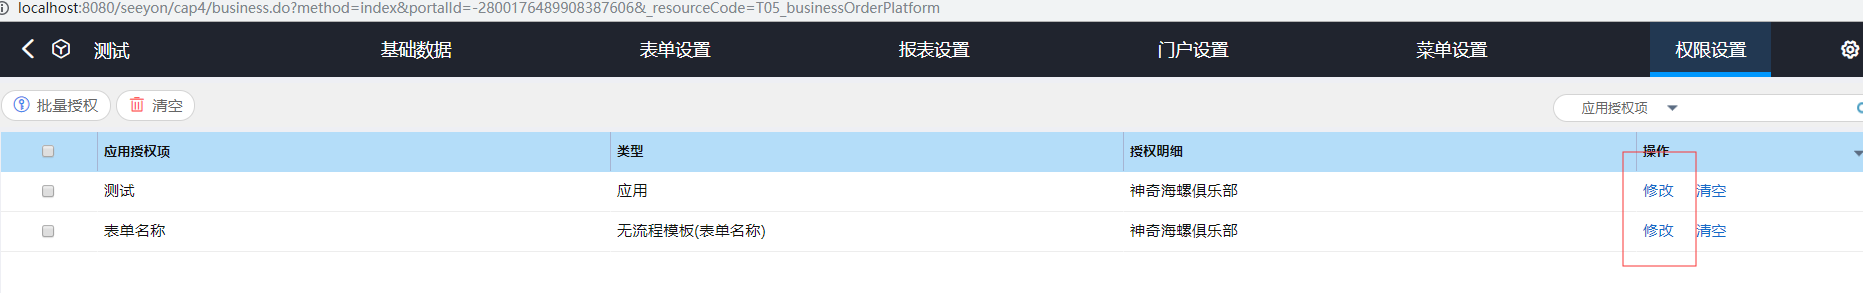 localhost:8080/seeyon/cap4/business.do?method=index&portalId=-2800176489908387606&_resourceCode=T05_businessOrderPlatform
测试 基础数据 表单设置 报表设置 门户设置 菜单设置 权限设置
批量授权 清空 应用授权项
应用授权项 类型 授权明细 操作
测试 应用 神奇海螺俱乐部 修改 清空
表单名称 无流程模板(表单名称) 神奇海螺俱乐部 修改 清空